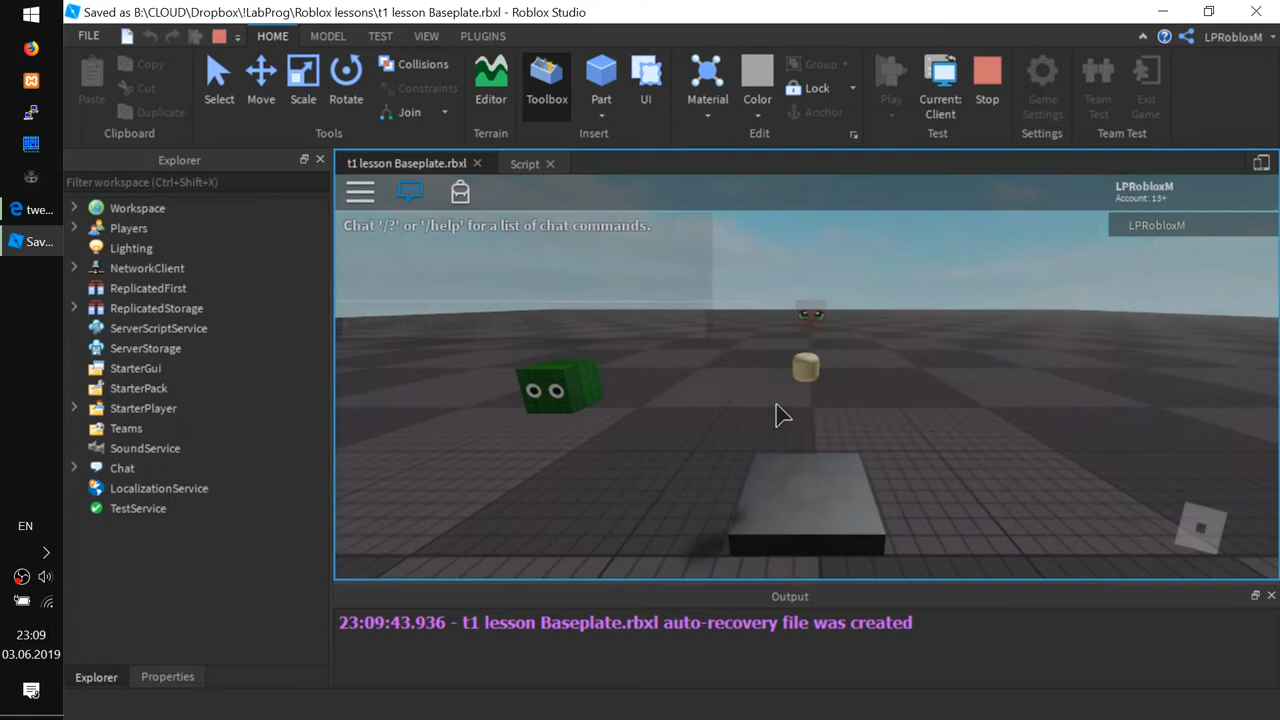 Saved as B:\CLOUD\Dropbox\!LabProg\Roblox lessons\t1 lesson Baseplate.rbxl - Roblox Studio
FILE HOME MODEL TEST VIEW PLUGINS LPRobloxM
Paste Copy Cut Duplicate
Select Move Scale Rotate Collisions Constraints Join
Editor Toolbox Part UI
Material Color Group Lock Anchor
Play Current: Client Stop Game Settings Team Test Exit Game
Clipboard Tools Terrain Insert Edit Test Settings Team Test
Explorer
t1 lesson Baseplate.rbxl Script
Filter workspace (Ctrl+Shift+X)
Workspace
Players
Lighting
NetworkClient
ReplicatedFirst
ReplicatedStorage
ServerScriptService
ServerStorage
StarterGui
StarterPack
StarterPlayer
Teams
SoundService
Chat
LocalizationService
TestService
LPRobloxM
Account: 13+
Chat '/?' or '/help' for a list of chat commands.
LPRobloxM
Output
23:09:43.936 - t1 lesson Baseplate.rbxl auto-recovery file was created
Explorer Properties
twe...
Sav...
EN
23:09
03.06.2019